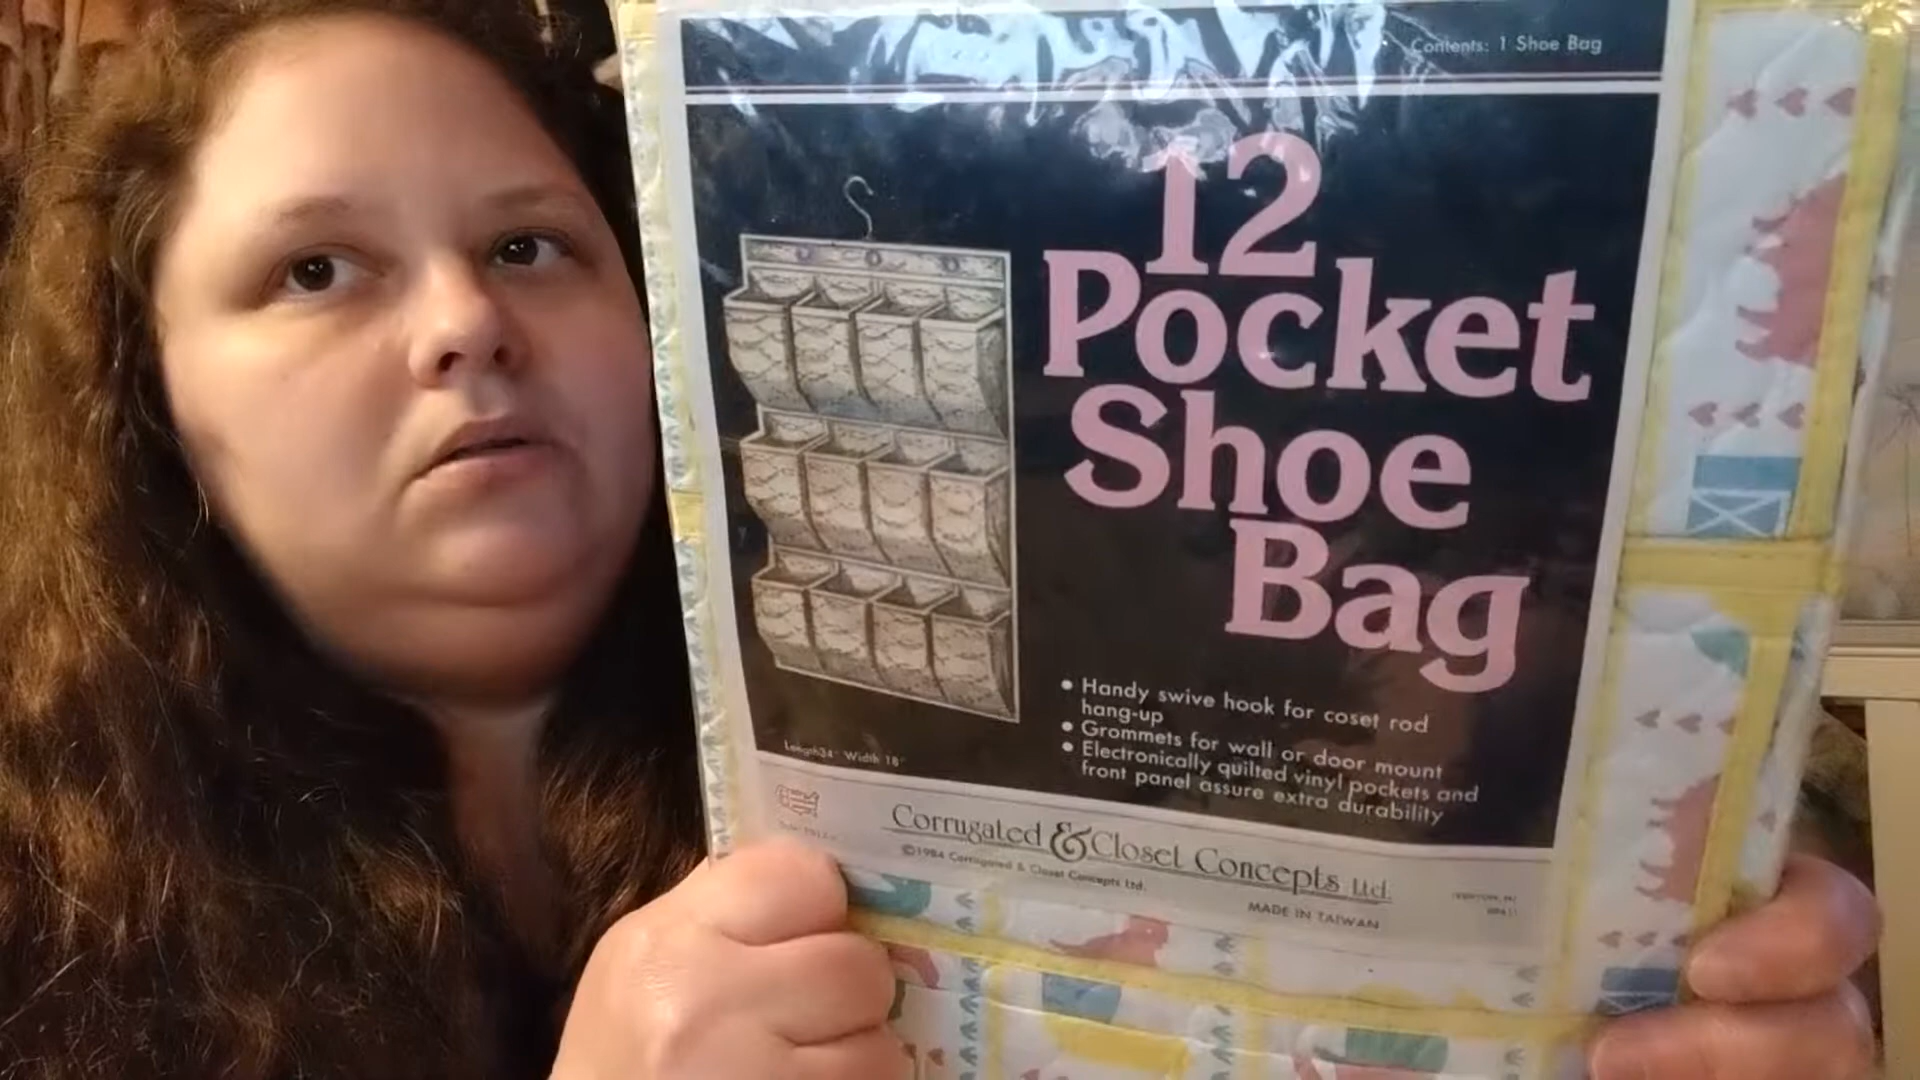 Contents: 1 Shoe Bag
12
Pocket
Shoe
Bag
• Handy swive hook for coset rod
hang-up
• Grommets for wall or door mount
• Electronically quilted vinyl pockets and
front panel assure extra durability
Length 34" Width 18"
Corrugated & Closet Concepts Ltd.
©1984 Corrugated & Closet Concepts Ltd.
MADE IN TAIWAN